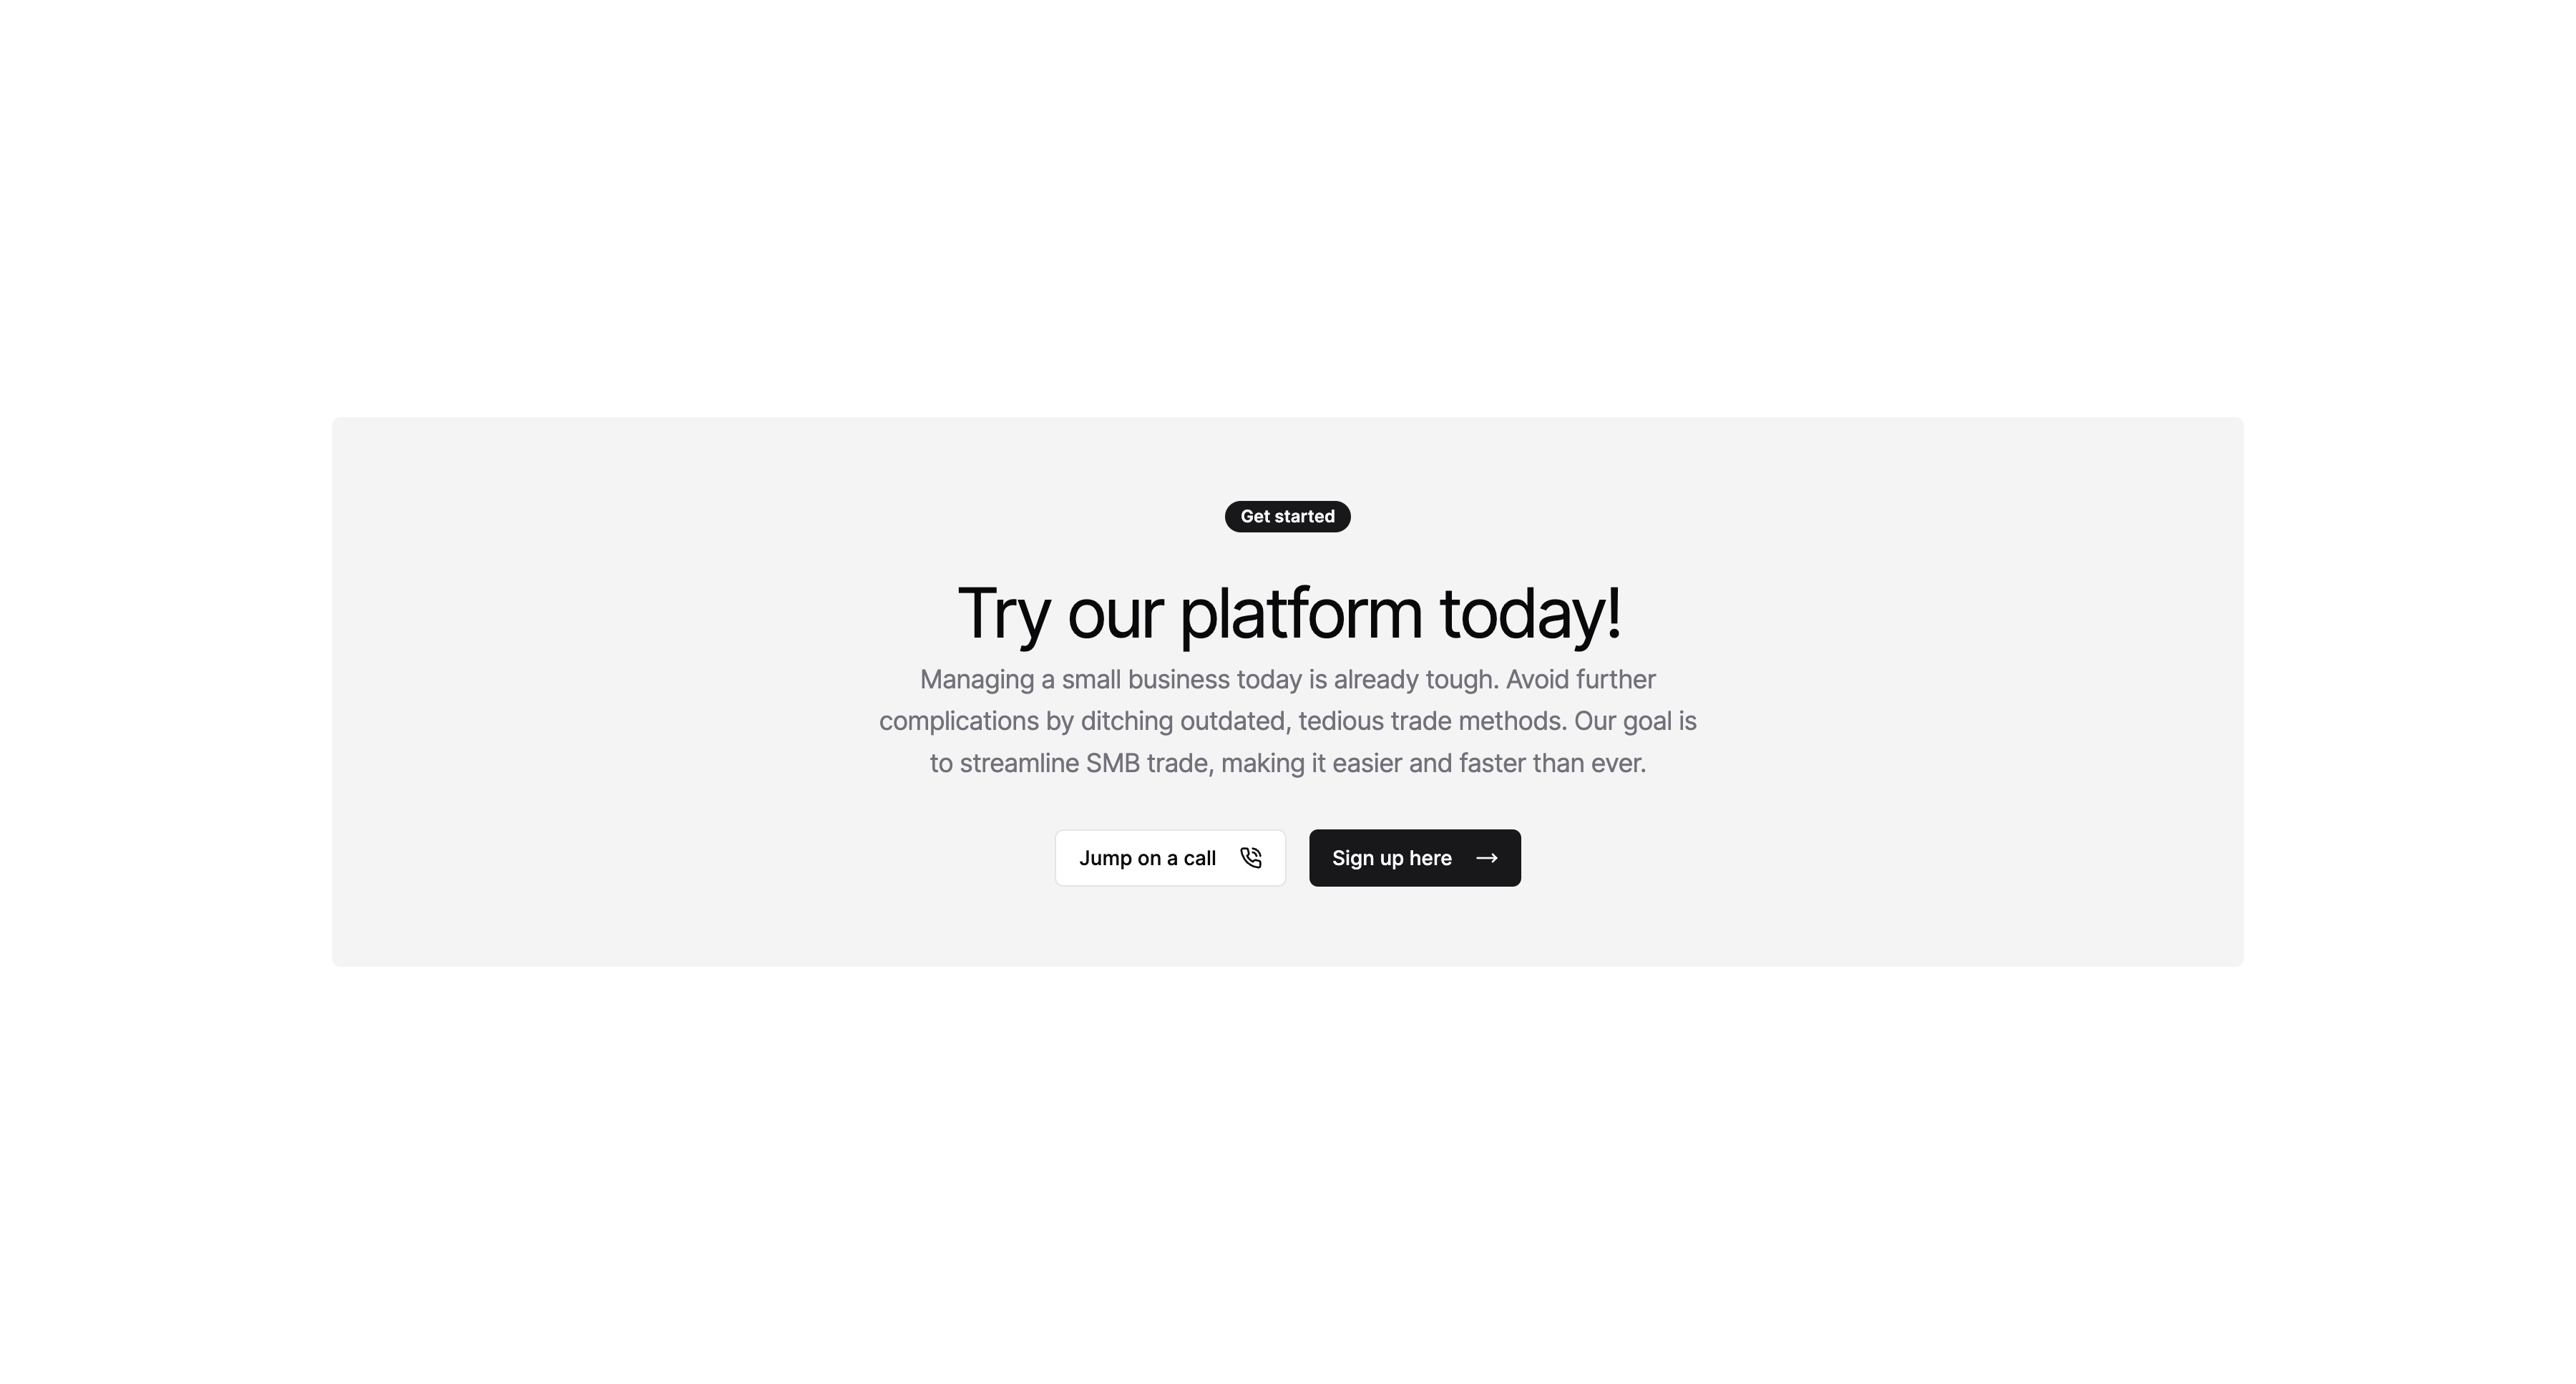 Get started
Try our platform today!
Managing a small business today is already tough. Avoid further
complications by ditching outdated, tedious trade methods. Our goal is
to streamline SMB trade, making it easier and faster than ever.
Jump on a call
Sign up here